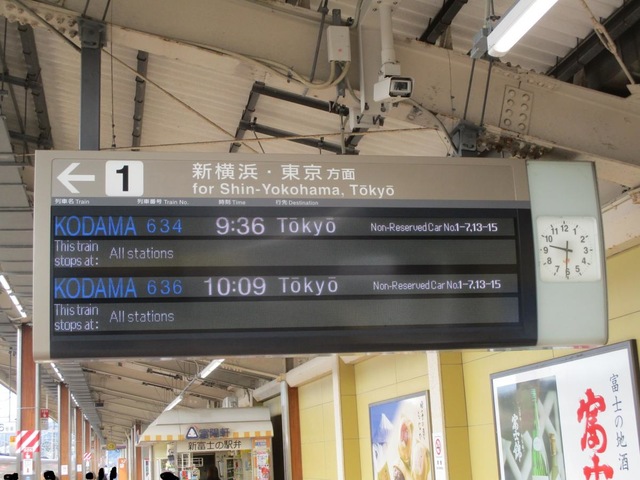 ← 1 新横浜・東京方面
for Shin-Yokohama, Tōkyō
列車名 Train 列車番号 Train No. 時刻 Time 行先 Destination
KODAMA 634 9:36 Tōkyō Non-Reserved Car No.1-7,13-15
This train stops at: All stations
KODAMA 636 10:09 Tōkyō Non-Reserved Car No.1-7,13-15
This train stops at: All stations
富陽軒
新富士の駅弁
富士の地酒